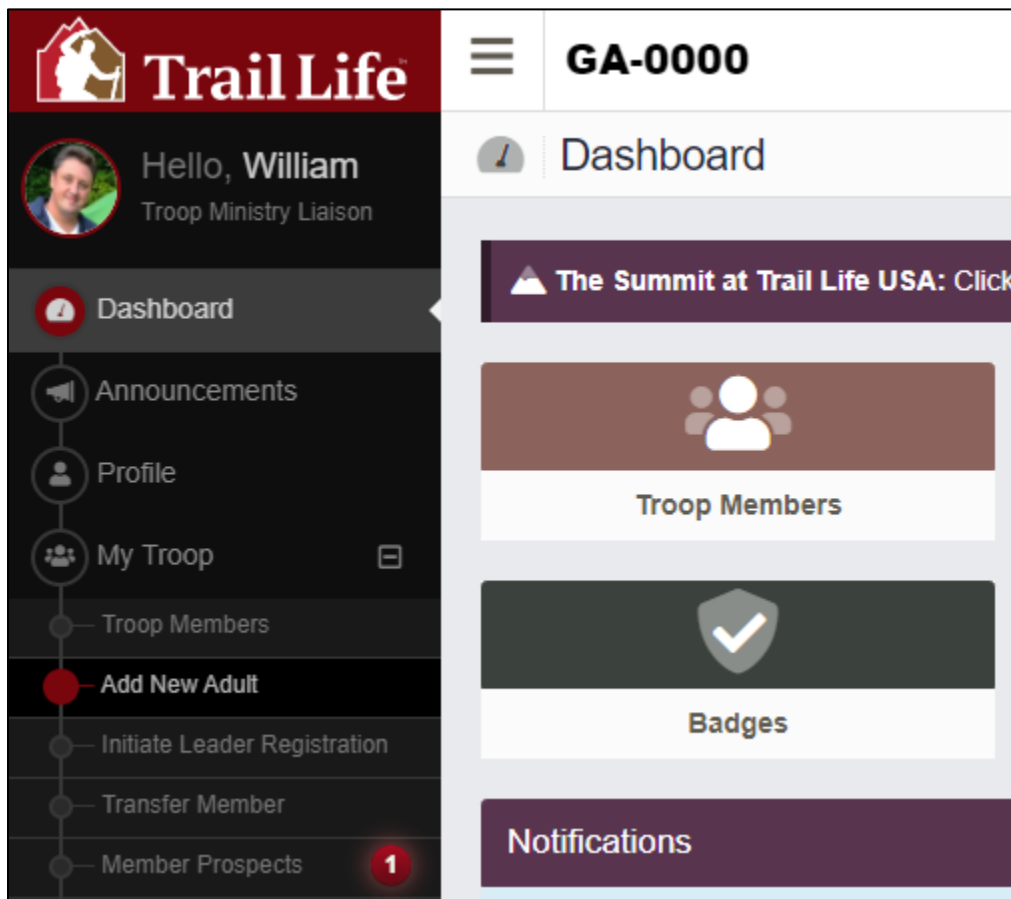 Trail Life
GA-0000
Hello, William
Troop Ministry Liaison
Dashboard
Dashboard
Announcements
Profile
My Troop
Troop Members
Add New Adult
Initiate Leader Registration
Transfer Member
Member Prospects 1
The Summit at Trail Life USA: Click
Troop Members
Badges
Notifications